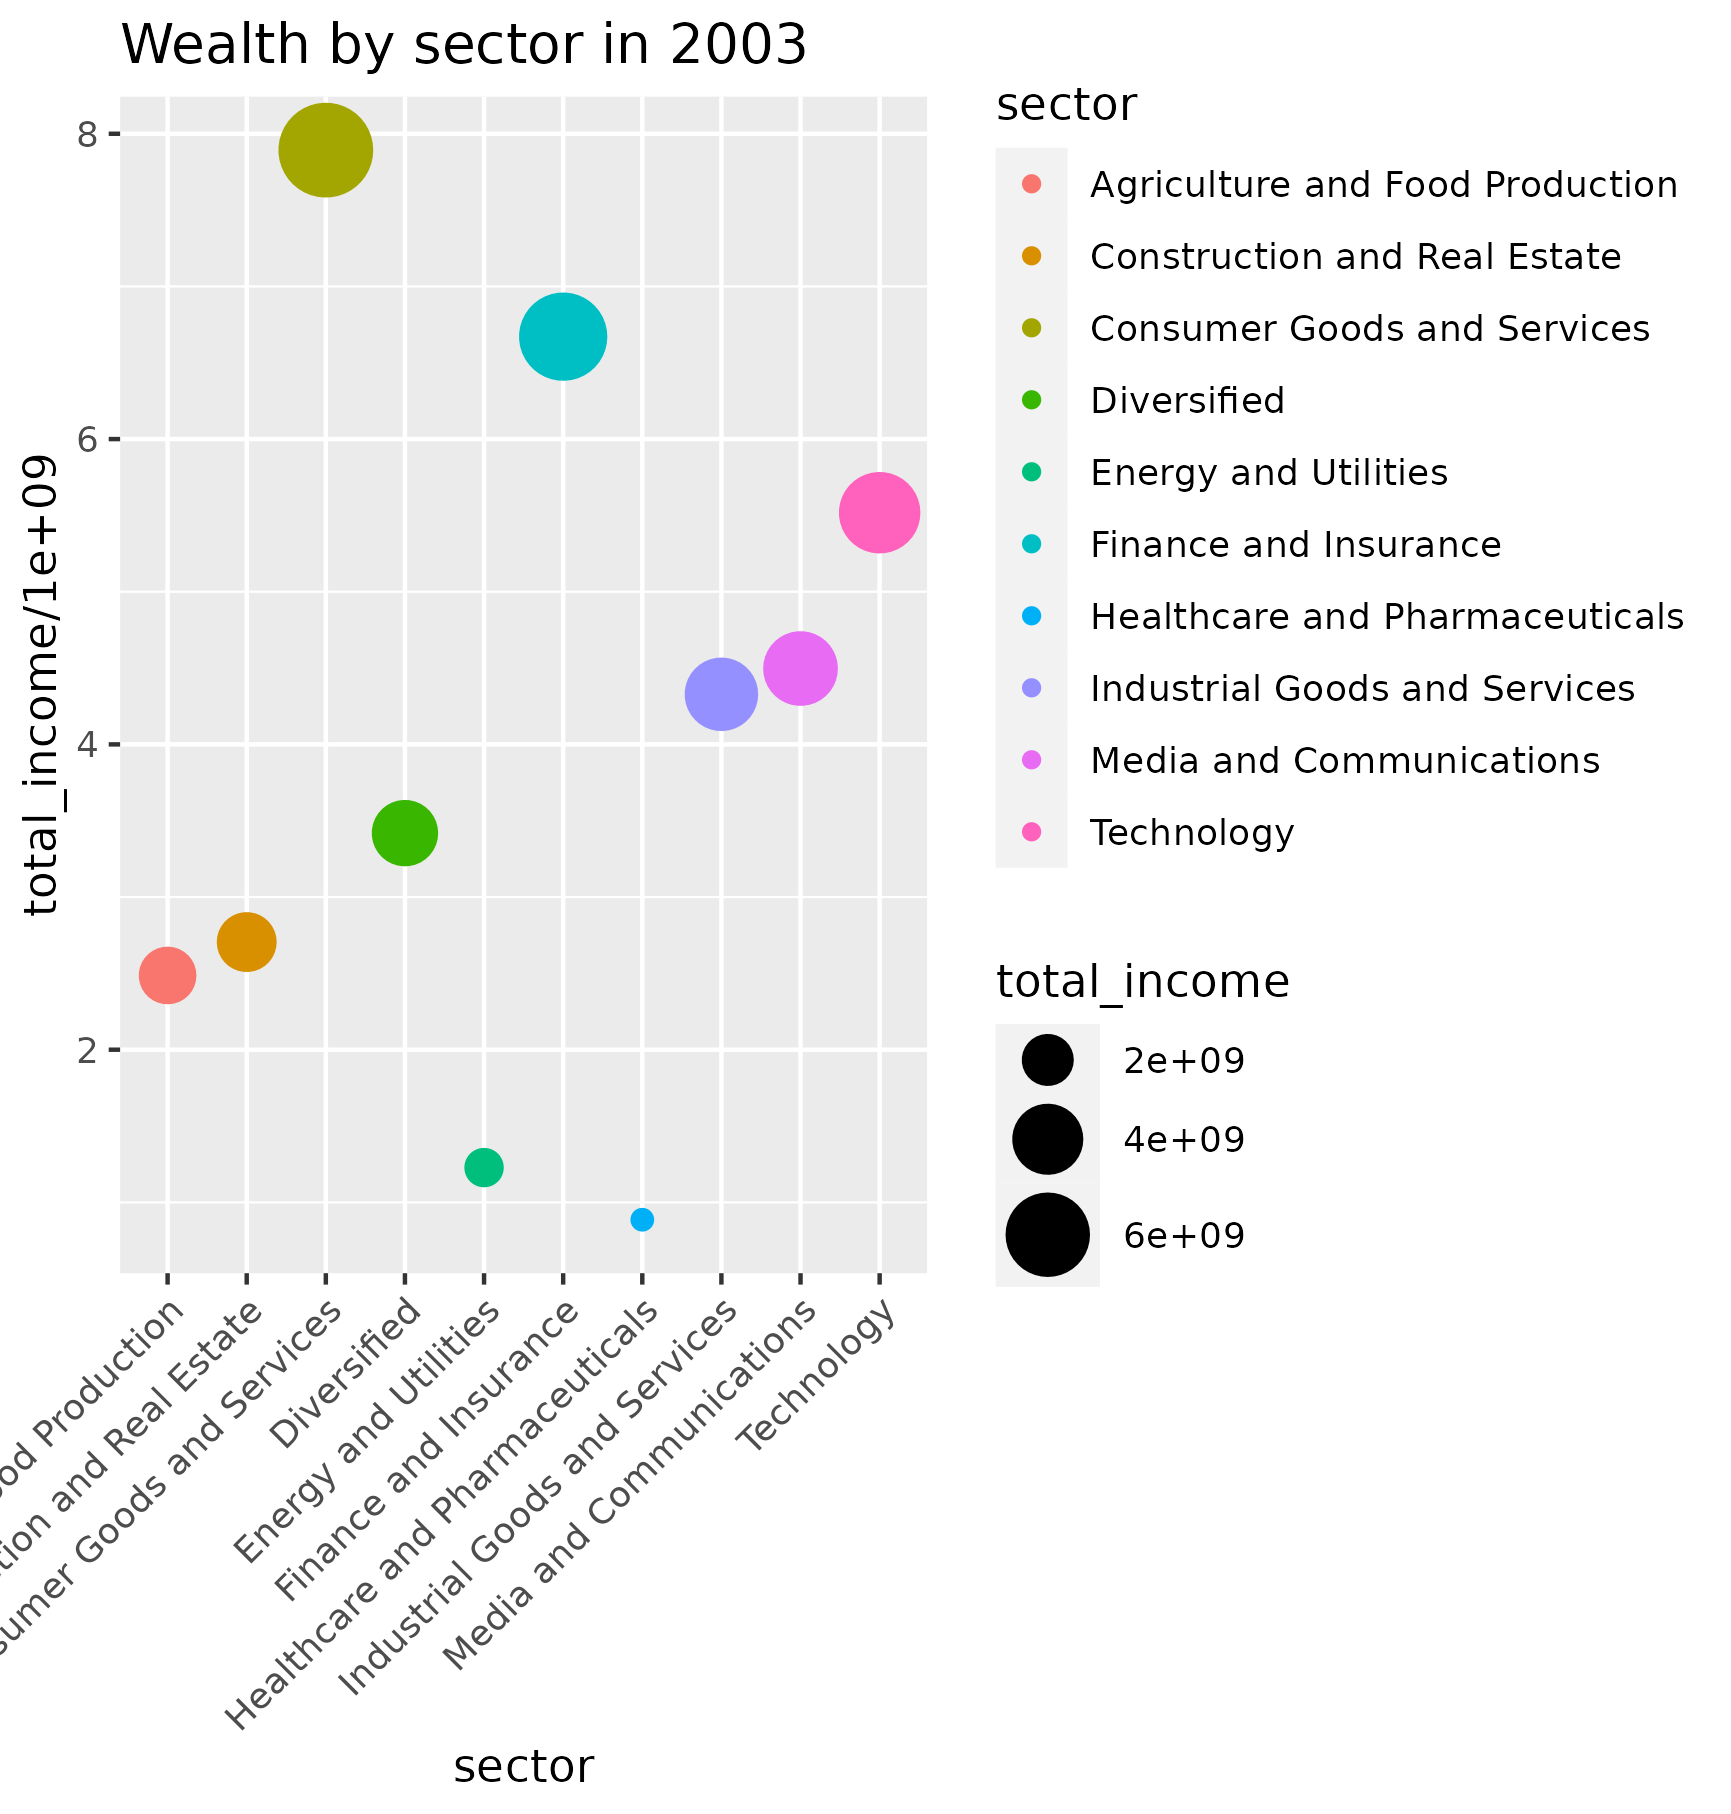 Wealth by sector in 2003
total_income/1e+09
8
6
4
2
Production
and Real Estate
Goods and Services
Diversified
Energy and Utilities
Finance and Insurance
Healthcare and Pharmaceuticals
Industrial Goods and Services
Media and Communications
Technology
sector
sector
Agriculture and Food Production
Construction and Real Estate
Consumer Goods and Services
Diversified
Energy and Utilities
Finance and Insurance
Healthcare and Pharmaceuticals
Industrial Goods and Services
Media and Communications
Technology
total_income
2e+09
4e+09
6e+09